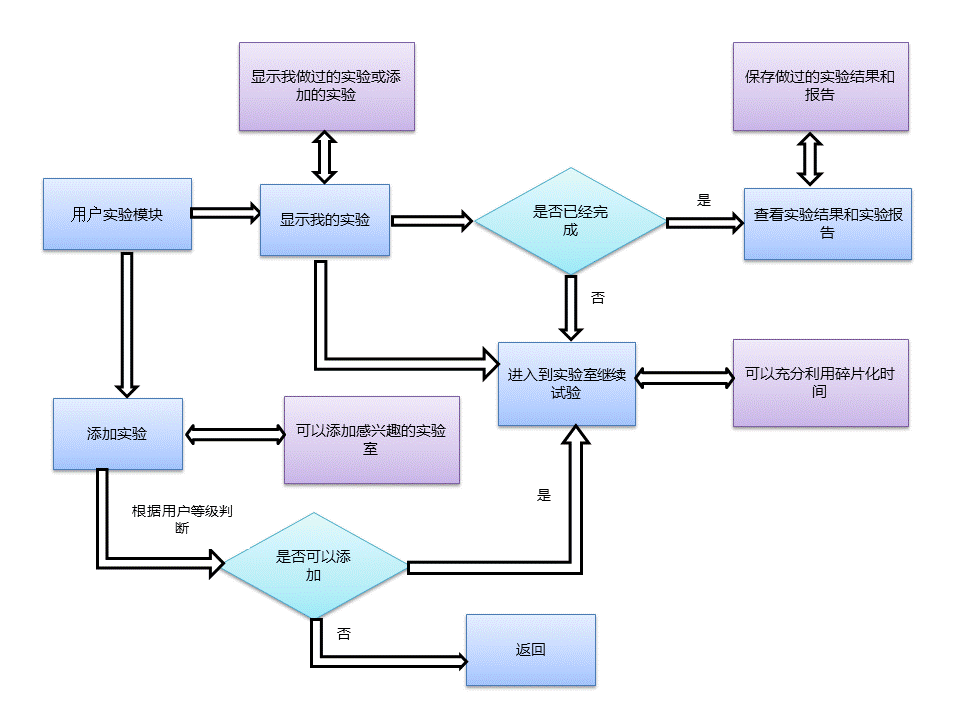 显示我做过的实验或添
加的实验
保存做过的实验结果和
报告
用户实验模块
显示我的实验
是否已经完
成
是
查看实验结果和实验报
告
否
进入到实验室继续
试验
可以充分利用碎片化时
间
添加实验
可以添加感兴趣的实验
室
是
根据用户等级判
断
是否可以添
加
否
返回